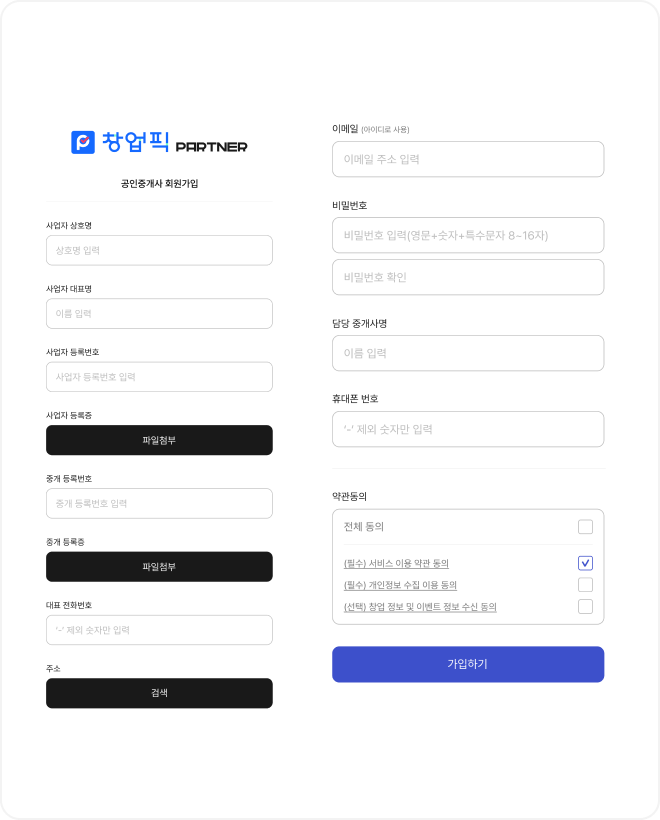 창업픽 PARTNER
공인중개사 회원가입
사업자 상호명
상호명 입력
사업자 대표명
이름 입력
사업자 등록번호
사업자 등록번호 입력
사업자 등록증
파일첨부
중개 등록번호
중개 등록번호 입력
중개 등록증
파일첨부
대표 전화번호
'-' 제외 숫자만 입력
주소
검색
이메일 (아이디로 사용)
이메일 주소 입력
비밀번호
비밀번호 입력(영문+숫자+특수문자 8~16자)
비밀번호 확인
담당 중개사명
이름 입력
휴대폰 번호
'-' 제외 숫자만 입력
약관동의
전체 동의
(필수) 서비스 이용 약관 동의
(필수) 개인정보 수집 이용 동의
(선택) 창업 정보 및 이벤트 정보 수신 동의
가입하기